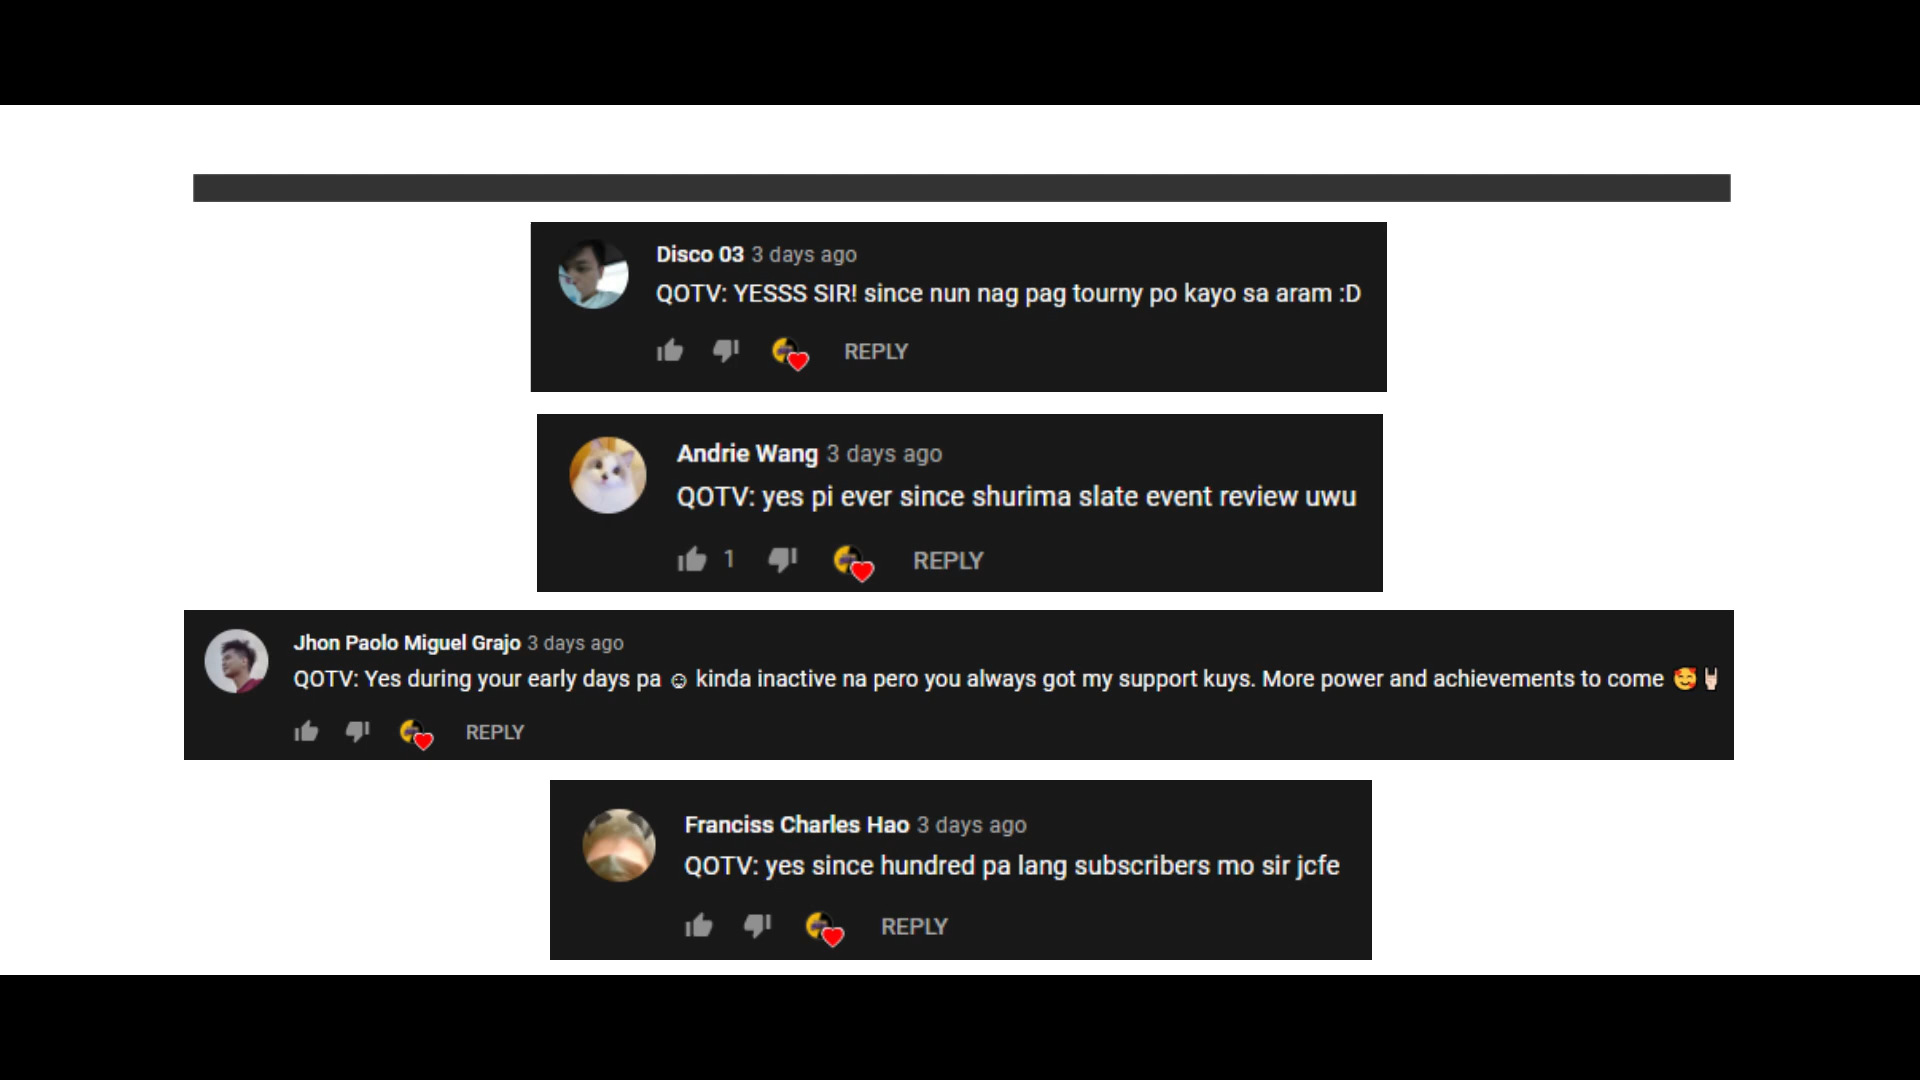 Disco 03 3 days ago
QOTV: YESSS SIR! since nun nag pag tourny po kayo sa aram :D
REPLY
Andrie Wang 3 days ago
QOTV: yes pi ever since shurima slate event review uwu
1 REPLY
Jhon Paolo Miguel Grajo 3 days ago
QOTV: Yes during your early days pa ☺ kinda inactive na pero you always got my support kuys. More power and achievements to come 🥰🤘🏻
REPLY
Franciss Charles Hao 3 days ago
QOTV: yes since hundred pa lang subscribers mo sir jcfe
REPLY